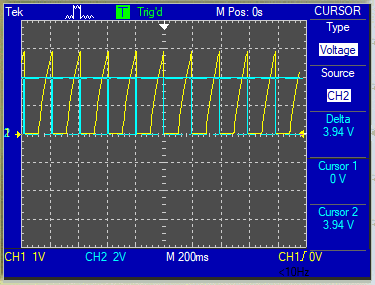 Tek T Trig'd M Pos: 0s CURSOR
Type
Voltage
Source
CH2
Delta
3.94 V
Cursor 1
0 V
Cursor 2
3.94 V
CH1 1V CH2 2V M 200ms CH1 0V
<10Hz